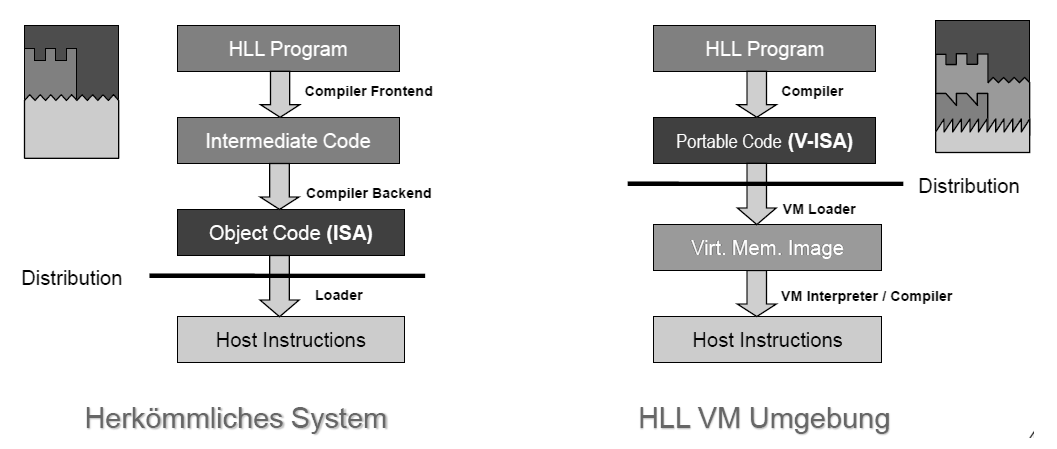 HLL Program
Compiler Frontend
Intermediate Code
Compiler Backend
Object Code (ISA)
Distribution
Loader
Host Instructions
Herkömmliches System
HLL Program
Compiler
Portable Code (V-ISA)
Distribution
VM Loader
Virt. Mem. Image
VM Interpreter / Compiler
Host Instructions
HLL VM Umgebung